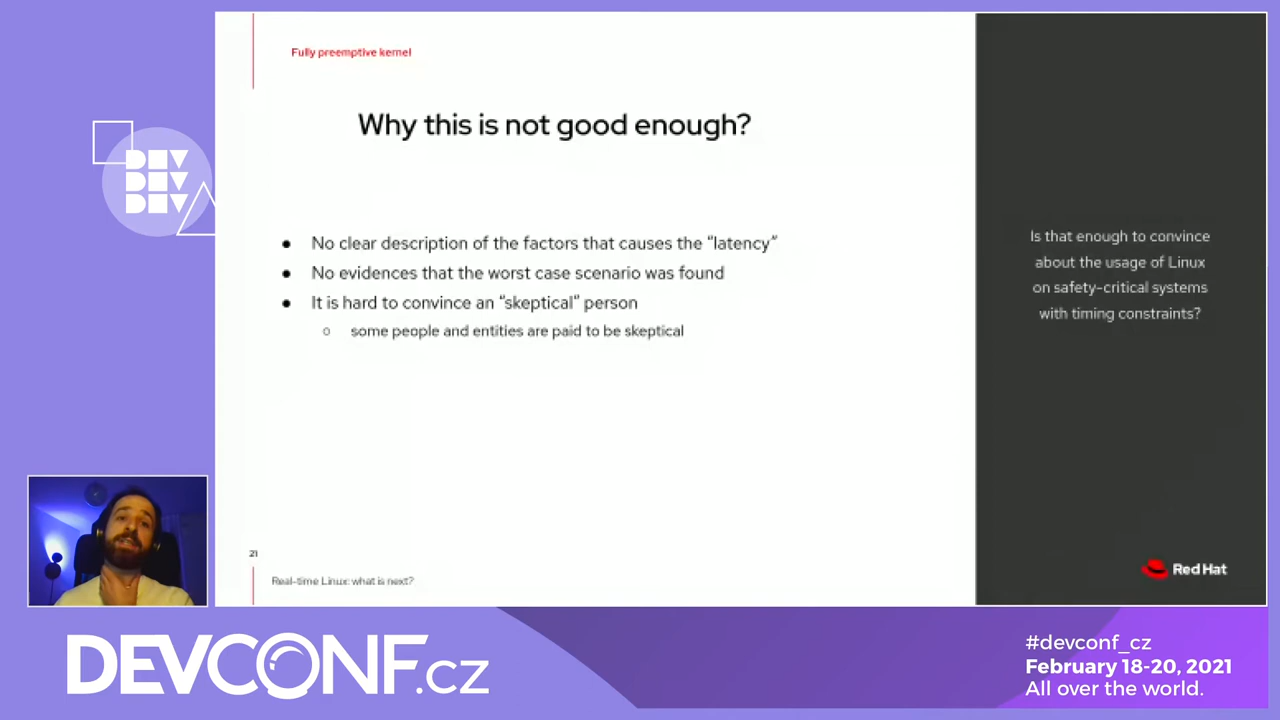 Fully preemptive kernel
Why this is not good enough?
DEV
DEV
DEV
● No clear description of the factors that causes the “latency”
● No evidences that the worst case scenario was found
● It is hard to convince an “skeptical” person
○ some people and entities are paid to be skeptical
Is that enough to convince
about the usage of Linux
on safety-critical systems
with timing constraints?
21
Real-time Linux: what is next?
Red Hat
DEVCONF.cz
#devconf_cz
February 18-20, 2021
All over the world.